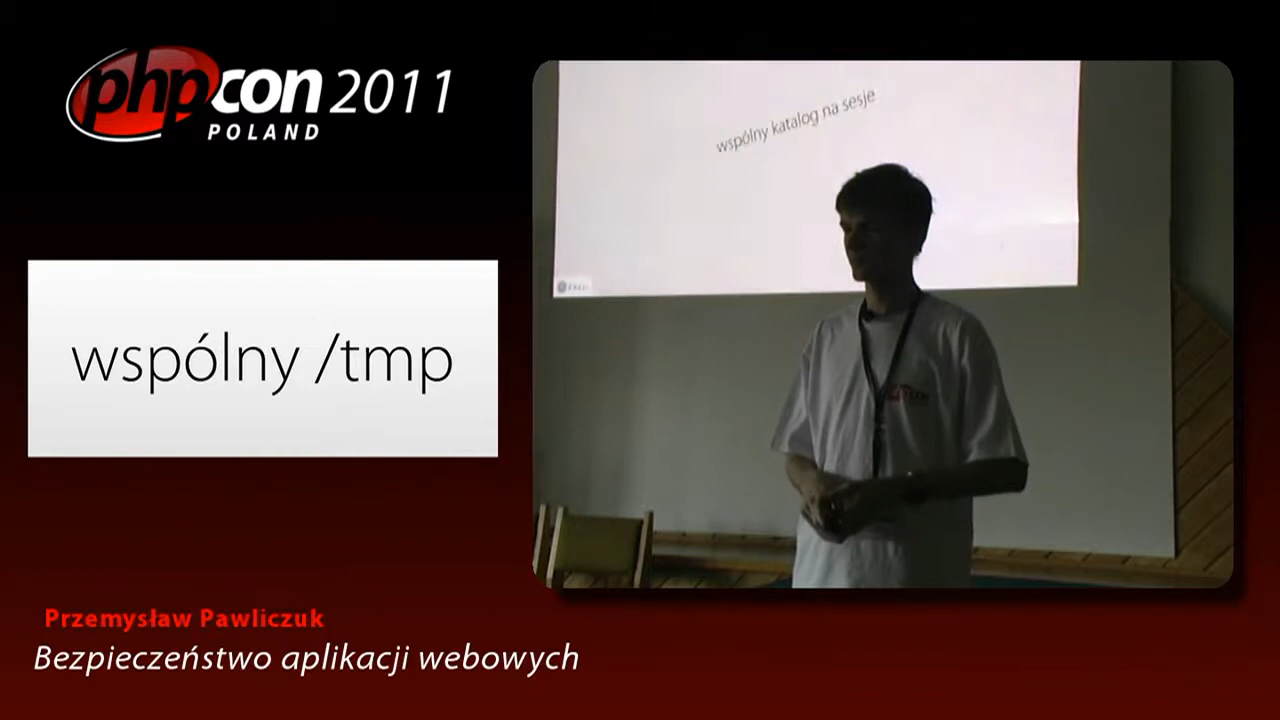 phpcon 2011
POLAND
wspólny katalog na sesje
wspólny /tmp
Przemysław Pawliczuk
Bezpieczeństwo aplikacji webowych